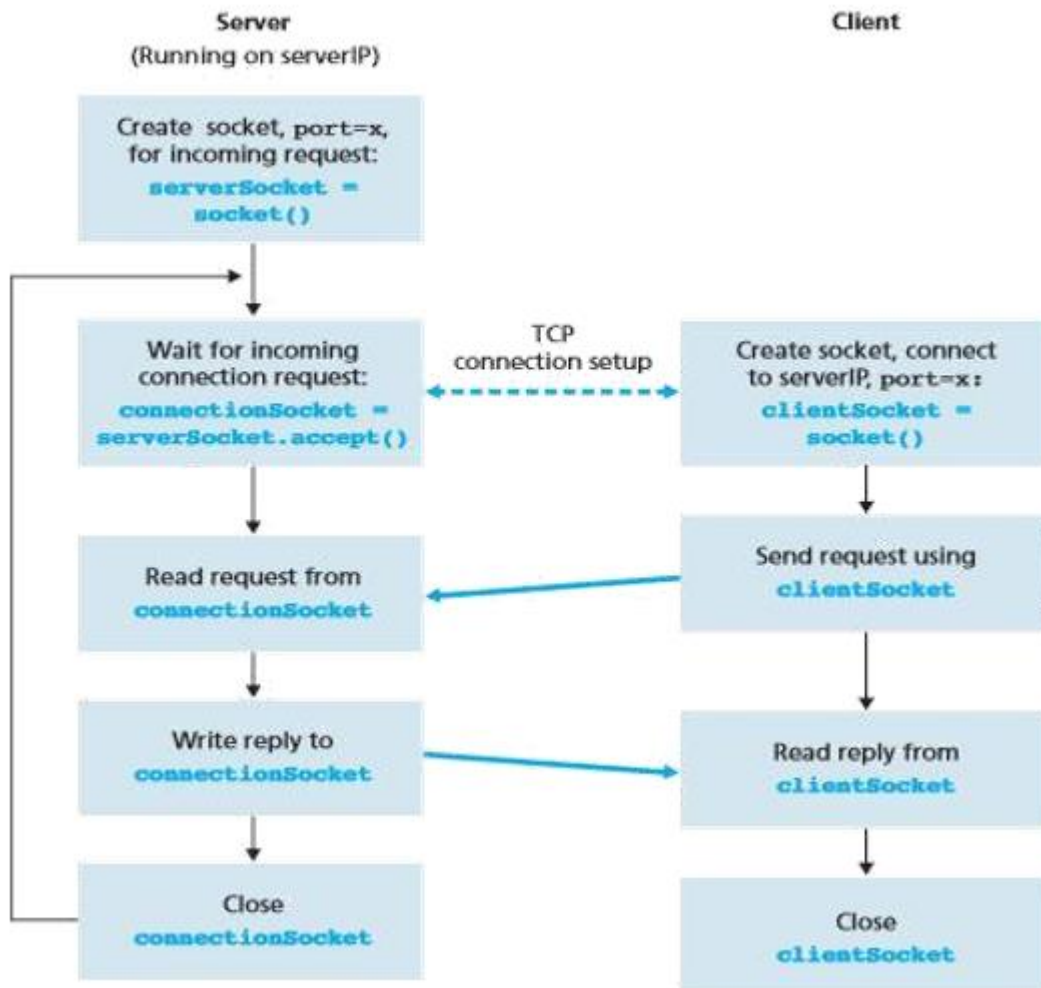 Server
(Running on serverIP)
Client
Create socket, port=x,
for incoming request:
serverSocket =
socket()
Wait for incoming
connection request:
connectionSocket =
serverSocket.accept()
TCP
connection setup
Create socket, connect
to serverIP, port=x:
clientSocket =
socket()
Read request from
connectionSocket
Send request using
clientSocket
Write reply to
connectionSocket
Read reply from
clientSocket
Close
connectionSocket
Close
clientSocket